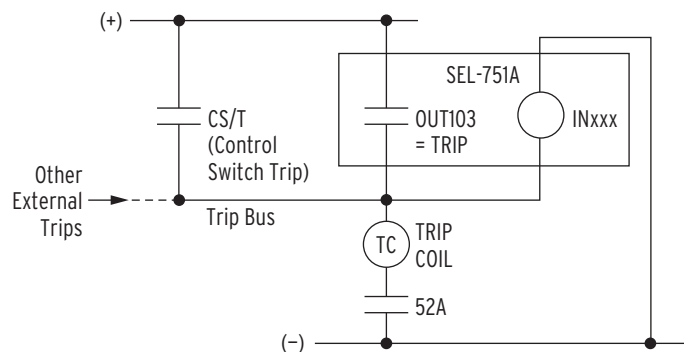 (+)
SEL-751A
CS/T
(Control
Switch Trip)
OUT103
= TRIP
INxxx
Other
External
Trips
Trip Bus
TC
TRIP
COIL
52A
(–)